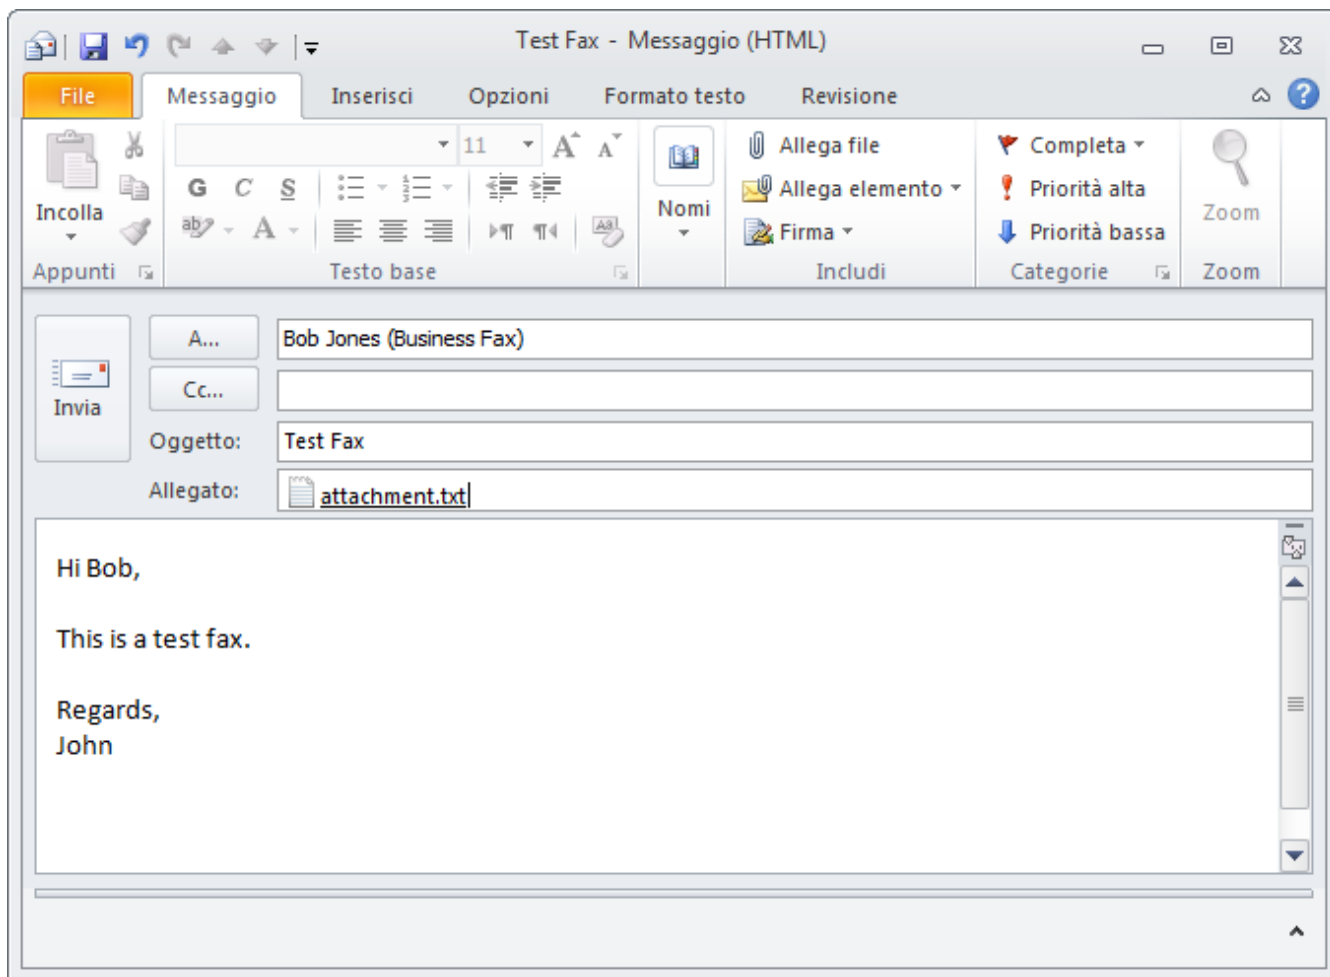 Test Fax - Messaggio (HTML)
File Messaggio Inserisci Opzioni Formato testo Revisione
Incolla
Appunti
11 A A
G C S
ab A
Aa
Testo base
Nomi
Allega file
Allega elemento
Firma
Includi
Completa
Priorità alta
Priorità bassa
Categorie
Zoom
Zoom
Invia
A... Bob Jones (Business Fax)
Cc...
Oggetto: Test Fax
Allegato: attachment.txt
Hi Bob,
This is a test fax.
Regards,
John